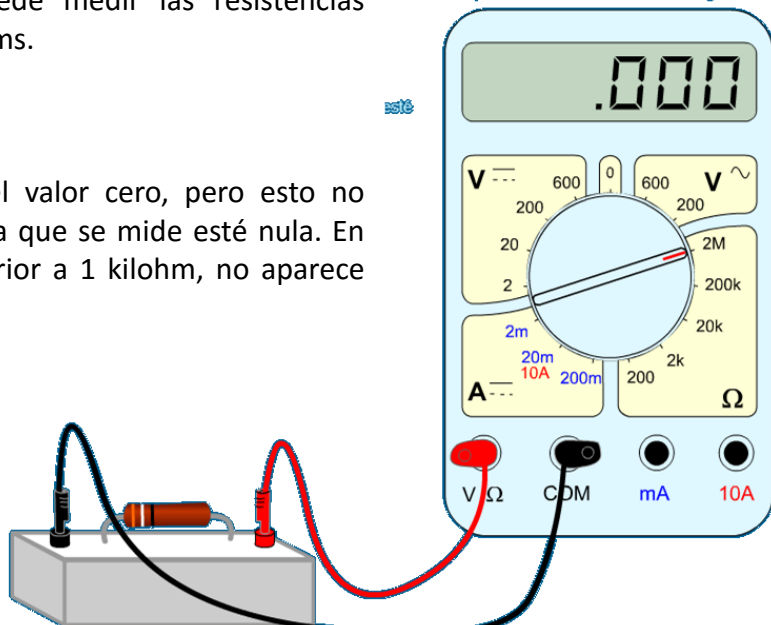 ede medir las resistencias
ms.
esté
el valor cero, pero esto no
a que se mide esté nula. En
rior a 1 kilohm, no aparece
.000
V
600
0
600
V
200
200
20
2M
2
200k
2m
20k
20m
2k
10A
200m
200
A
Ω
V Ω
COM
mA
10A